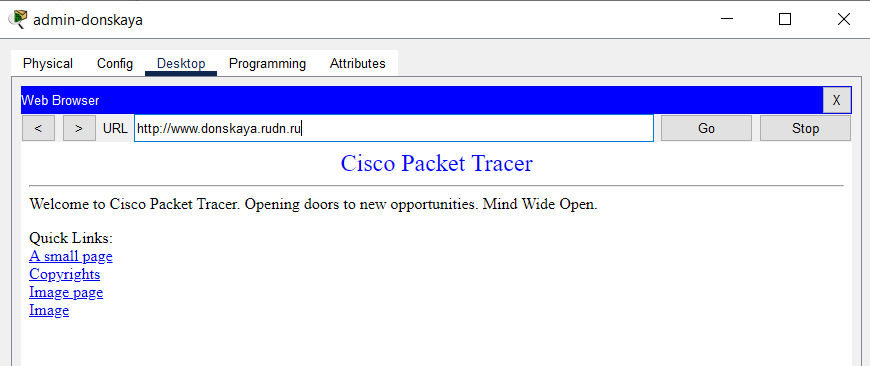 admin-donskaya
Physical Config Desktop Programming Attributes
Web Browser X
< > URL http://www.donskaya.rudn.ru Go Stop
Cisco Packet Tracer
Welcome to Cisco Packet Tracer. Opening doors to new opportunities. Mind Wide Open.
Quick Links:
A small page
Copyrights
Image page
Image